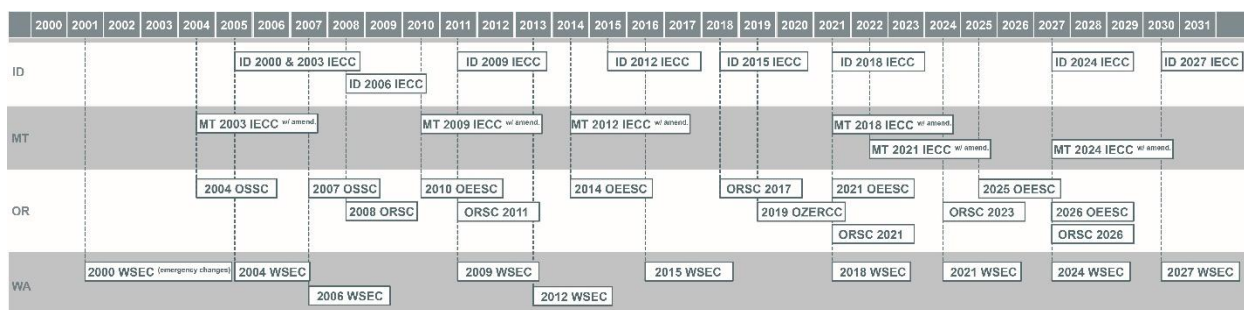 2000 2001 2002 2003 2004 2005 2006 2007 2008 2009 2010 2011 2012 2013 2014 2015 2016 2017 2018 2019 2020 2021 2022 2023 2024 2025 2026 2027 2028 2029 2030 2031
ID
ID 2000 & 2003 IECC ID 2009 IECC ID 2012 IECC ID 2015 IECC ID 2018 IECC ID 2024 IECC ID 2027 IECC
ID 2006 IECC
MT
MT 2003 IECC w/ amend. MT 2009 IECC w/ amend. MT 2012 IECC w/ amend. MT 2018 IECC w/ amend.
MT 2021 IECC w/ amend. MT 2024 IECC w/ amend.
OR
2004 OSSC 2007 OSSC 2010 OEESC 2014 OEESC ORSC 2017 2021 OEESC 2025 OEESC
2008 ORSC ORSC 2011 2019 OZERCC ORSC 2023 2026 OEESC
ORSC 2021 ORSC 2026
WA
2000 WSEC (emergency changes) 2004 WSEC 2009 WSEC 2015 WSEC 2018 WSEC 2021 WSEC 2024 WSEC 2027 WSEC
2006 WSEC 2012 WSEC